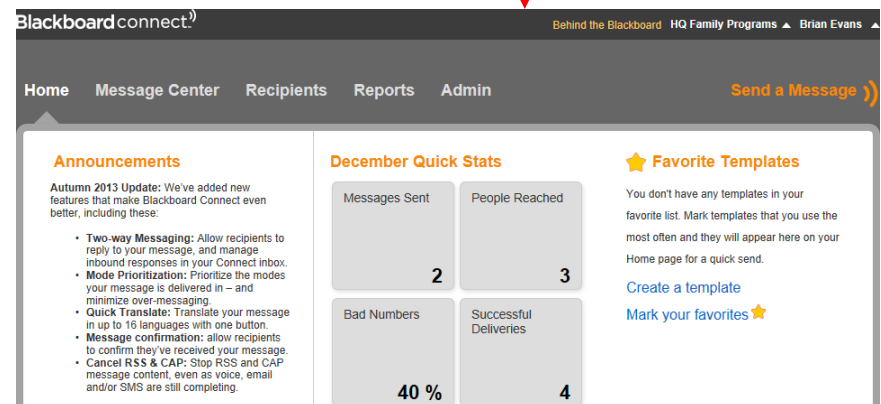 Blackboard connect.
Behind the Blackboard HQ Family Programs Brian Evans
Home Message Center Recipients Reports Admin Send a Message
Announcements
Autumn 2013 Update: We've added new
features that make Blackboard Connect even
better, including these:
• Two-way Messaging: Allow recipients to
reply to your message, and manage
inbound responses in your Connect inbox.
• Mode Prioritization: Prioritize the modes
your message is delivered in – and
minimize over-messaging.
• Quick Translate: Translate your message
in up to 16 languages with one button.
• Message confirmation: allow recipients
to confirm they've received your message.
• Cancel RSS & CAP: Stop RSS and CAP
message content, even as voice, email
and/or SMS are still completing.
December Quick Stats
Messages Sent
2
People Reached
3
Bad Numbers
40 %
Successful
Deliveries
4
Favorite Templates
You don't have any templates in your
favorite list. Mark templates that you use the
most often and they will appear here on your
Home page for a quick send.
Create a template
Mark your favorites